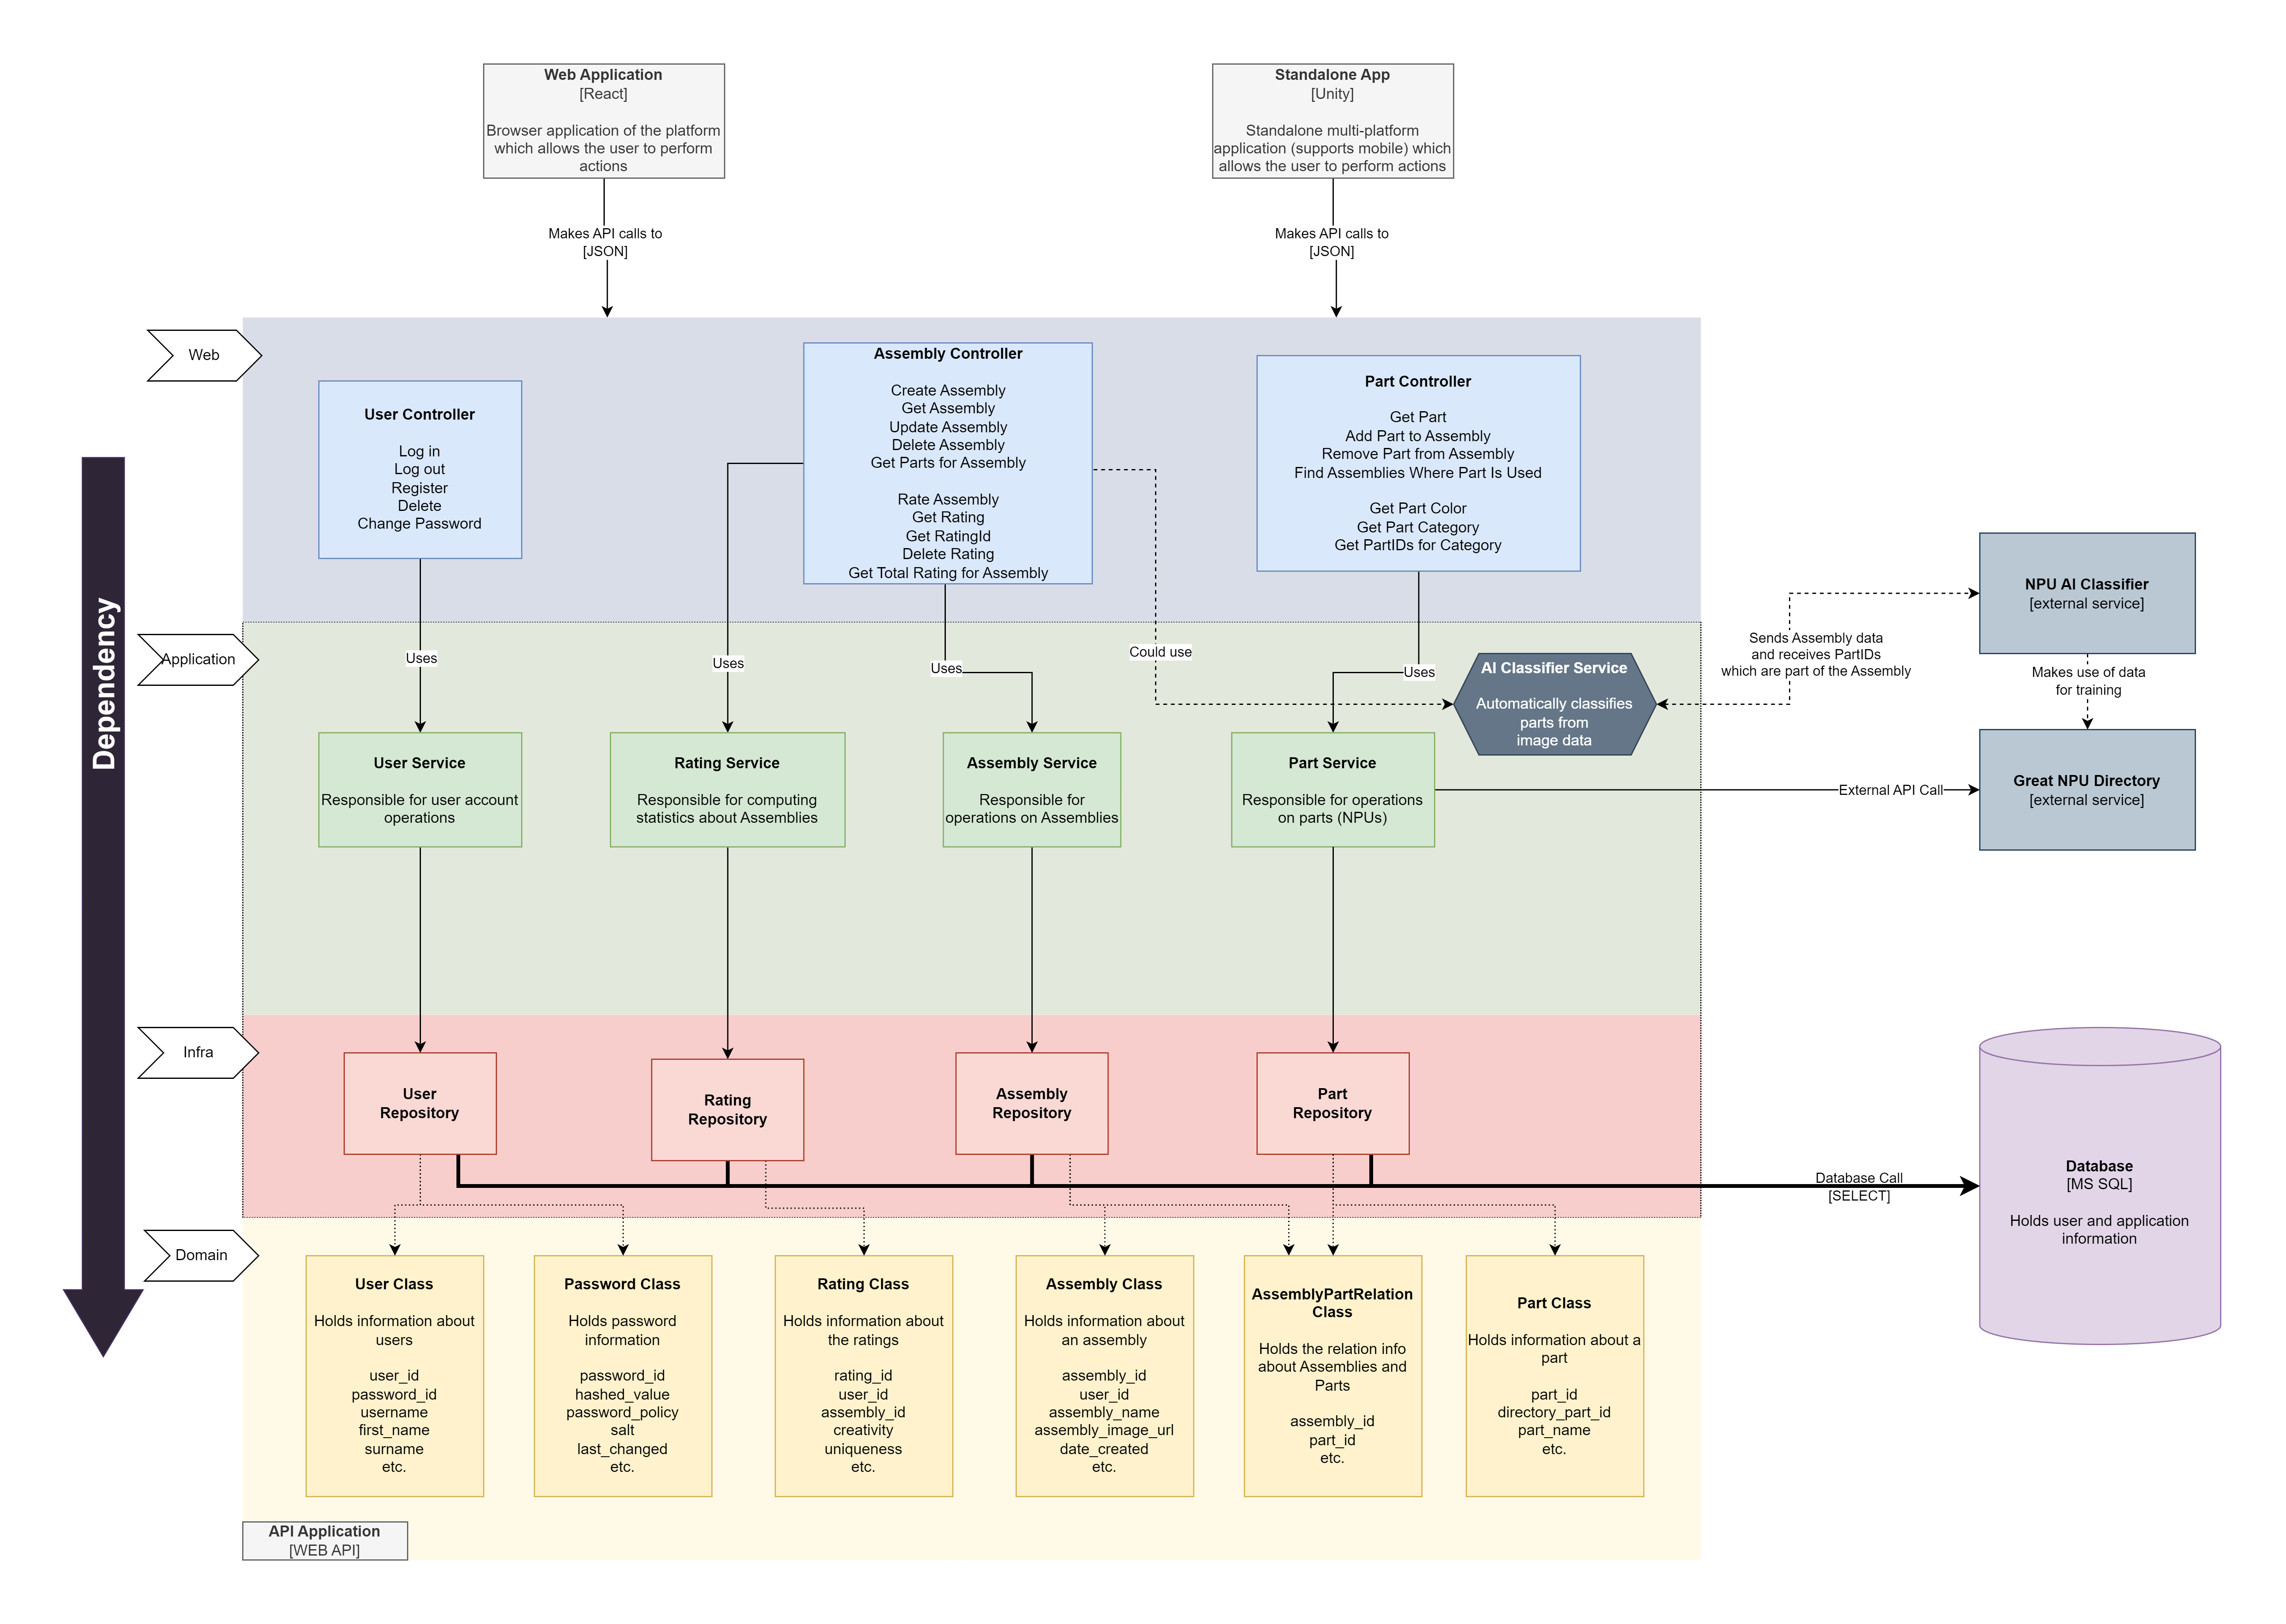 Web Application
[React]
Browser application of the platform
which allows the user to perform
actions
Standalone App
[Unity]
Standalone multi-platform
application (supports mobile) which
allows the user to perform actions
Makes API calls to
[JSON]
Makes API calls to
[JSON]
Web
User Controller
Log in
Log out
Register
Delete
Change Password
Assembly Controller
Create Assembly
Get Assembly
Update Assembly
Delete Assembly
Get Parts for Assembly
Rate Assembly
Get Rating
Get RatingId
Delete Rating
Get Total Rating for Assembly
Part Controller
Get Part
Add Part to Assembly
Remove Part from Assembly
Find Assemblies Where Part Is Used
Get Part Color
Get Part Category
Get PartIDs for Category
Dependency
Application
Uses
Uses
Uses
Could use
Uses
AI Classifier Service
Automatically classifies
parts from
image data
Sends Assembly data
and receives PartIDs
which are part of the Assembly
NPU AI Classifier
[external service]
Makes use of data
for training
User Service
Responsible for user account
operations
Rating Service
Responsible for computing
statistics about Assemblies
Assembly Service
Responsible for
operations on Assemblies
Part Service
Responsible for operations
on parts (NPUs)
External API Call
Great NPU Directory
[external service]
Infra
User
Repository
Rating
Repository
Assembly
Repository
Part
Repository
Database Call
[SELECT]
Database
[MS SQL]
Holds user and application
information
Domain
User Class
Holds information about
users
user_id
password_id
username
first_name
surname
etc.
Password Class
Holds password
information
password_id
hashed_value
password_policy
salt
last_changed
etc.
Rating Class
Holds information about
the ratings
rating_id
user_id
assembly_id
creativity
uniqueness
etc.
Assembly Class
Holds information about
an assembly
assembly_id
user_id
assembly_name
assembly_image_url
date_created
etc.
AssemblyPartRelation
Class
Holds the relation info
about Assemblies and
Parts
assembly_id
part_id
etc.
Part Class
Holds information about a
part
part_id
directory_part_id
part_name
etc.
API Application
[WEB API]